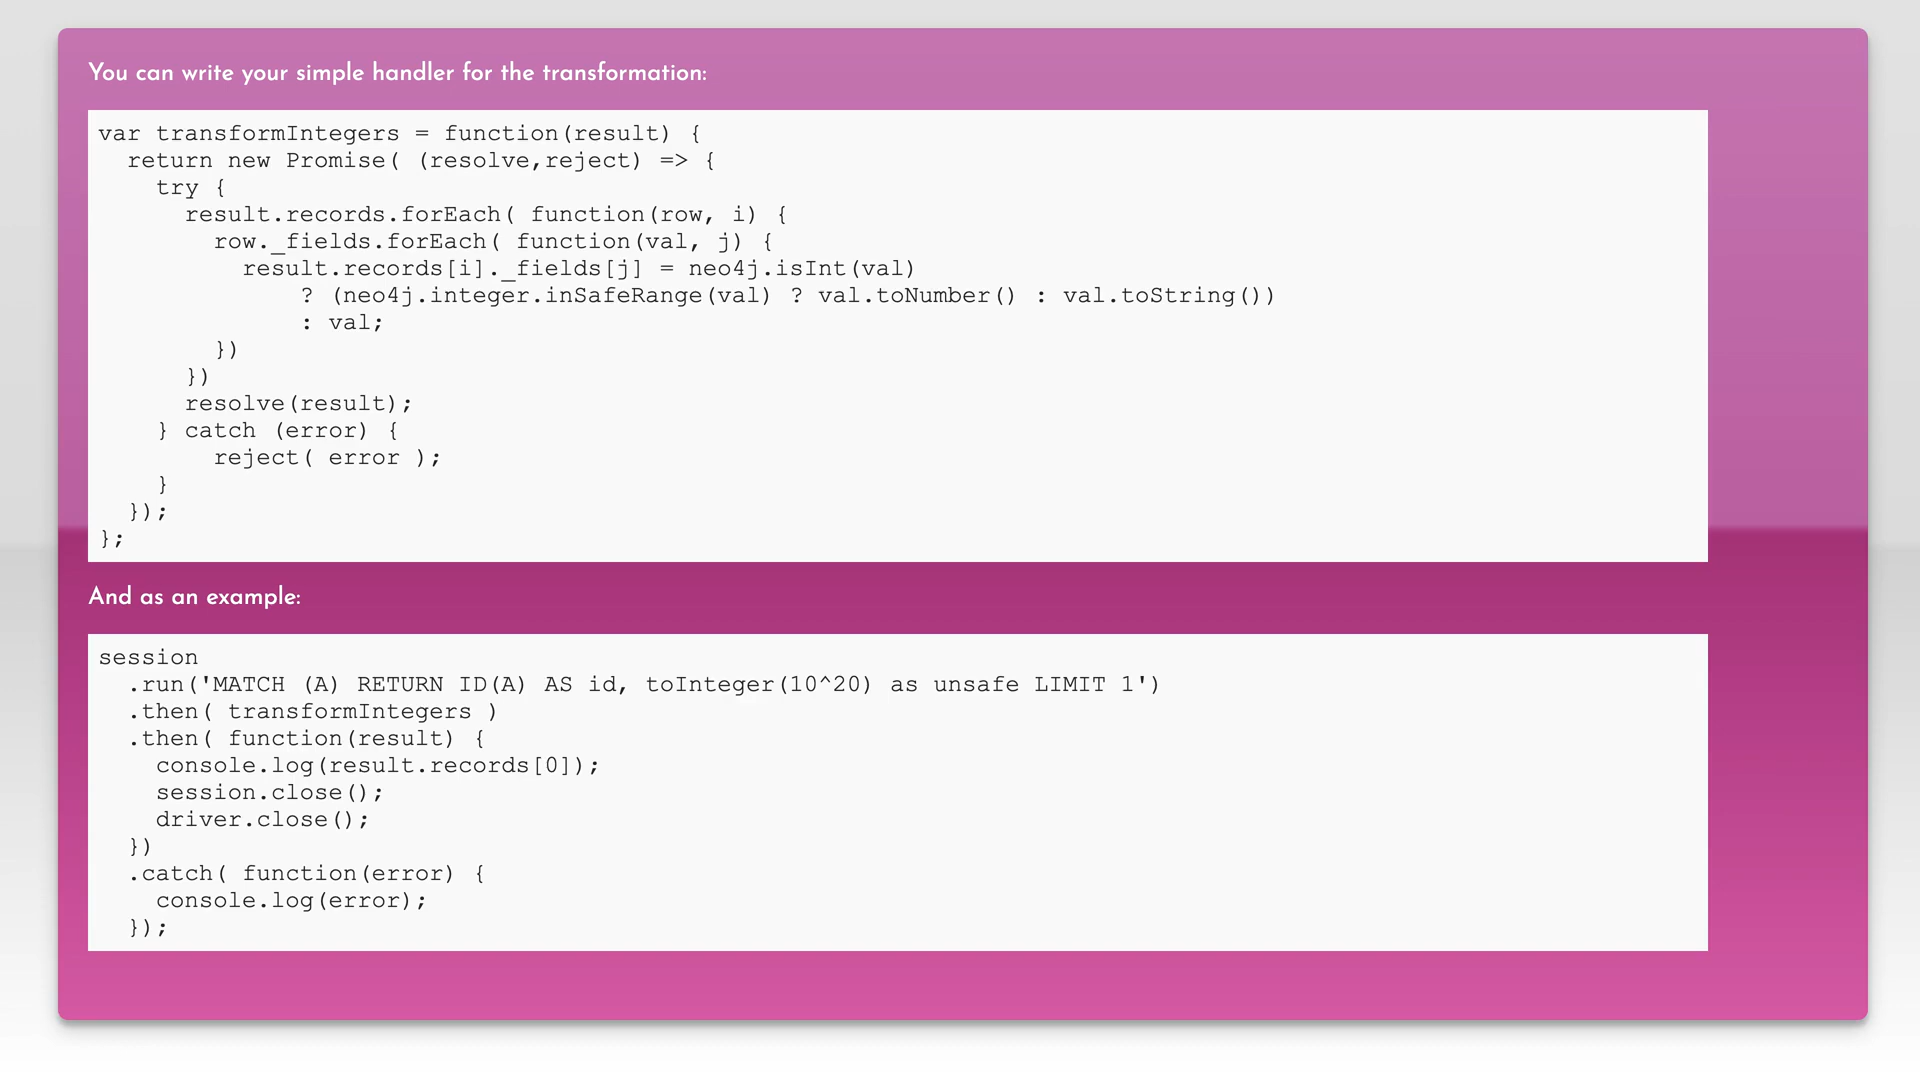 You can write your simple handler for the transformation:
var transformIntegers = function(result) {
  return new Promise( (resolve,reject) => {
    try {
      result.records.forEach( function(row, i) {
        row._fields.forEach( function(val, j) {
          result.records[i]._fields[j] = neo4j.isInt(val)
              ? (neo4j.integer.inSafeRange(val) ? val.toNumber() : val.toString())
              : val;
        })
      })
      resolve(result);
    } catch (error) {
        reject( error );
    }
  });
};
And as an example:
session
  .run('MATCH (A) RETURN ID(A) AS id, toInteger(10^20) as unsafe LIMIT 1')
  .then( transformIntegers )
  .then( function(result) {
    console.log(result.records[0]);
    session.close();
    driver.close();
  })
  .catch( function(error) {
    console.log(error);
  });